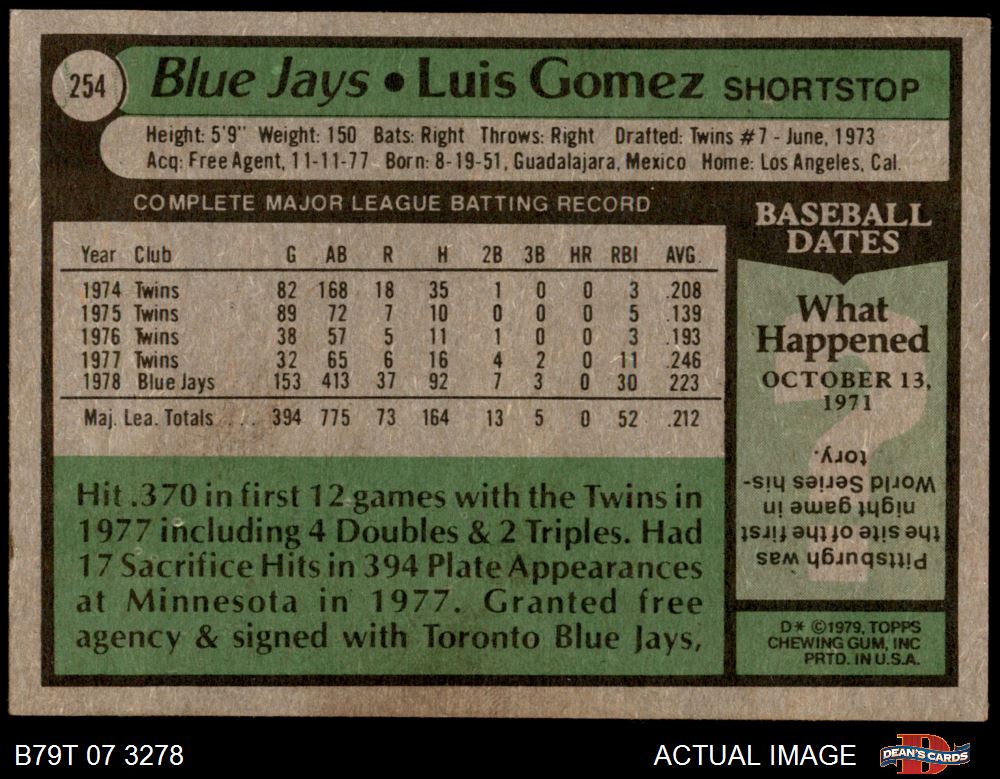 254
Blue Jays • Luis Gomez SHORTSTOP
Height: 5'9" Weight: 150 Bats: Right Throws: Right Drafted: Twins #7 - June, 1973
Acq: Free Agent, 11-11-77 Born: 8-19-51, Guadalajara, Mexico Home: Los Angeles, Cal.
COMPLETE MAJOR LEAGUE BATTING RECORD
Year Club G AB R H 2B 3B HR RBI AVG.
1974 Twins 82 168 18 35 1 0 0 3 .208
1975 Twins 89 72 7 10 0 0 0 5 .139
1976 Twins 38 57 5 11 1 0 0 3 .193
1977 Twins 32 65 6 16 4 2 0 11 .246
1978 Blue Jays 153 413 37 92 7 3 0 30 .223
Maj. Lea. Totals . . . 394 775 73 164 13 5 0 52 .212
Hit .370 in first 12 games with the Twins in
1977 including 4 Doubles & 2 Triples. Had
17 Sacrifice Hits in 394 Plate Appearances
at Minnesota in 1977. Granted free
agency & signed with Toronto Blue Jays,
BASEBALL
DATES
What
Happened
OCTOBER 13,
1971
Pittsburgh was
the site of the first
night game in
World Series his-
tory.
D* ©1979, TOPPS
CHEWING GUM, INC
PRTD. IN U.S.A.
B79T 07 3278
ACTUAL IMAGE
DEAN'S CARDS